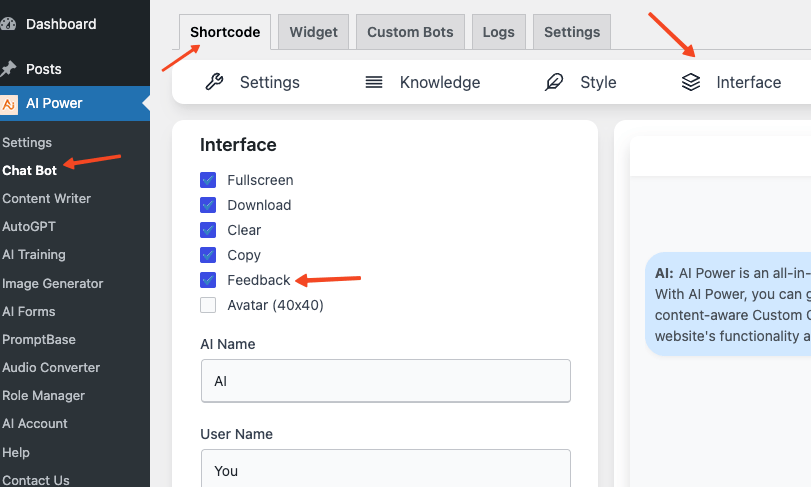 Dashboard
Posts
AI Power
Settings
Chat Bot
Content Writer
AutoGPT
AI Training
Image Generator
AI Forms
PromptBase
Audio Converter
Role Manager
AI Account
Help
Contact Us
Shortcode Widget Custom Bots Logs Settings
Settings Knowledge Style Interface
Interface
Fullscreen
Download
Clear
Copy
Feedback
Avatar (40x40)
AI Name
AI
User Name
You
AI: AI Power is an all-in-
With AI Power, you can g
content-aware Custom C
website's functionality a